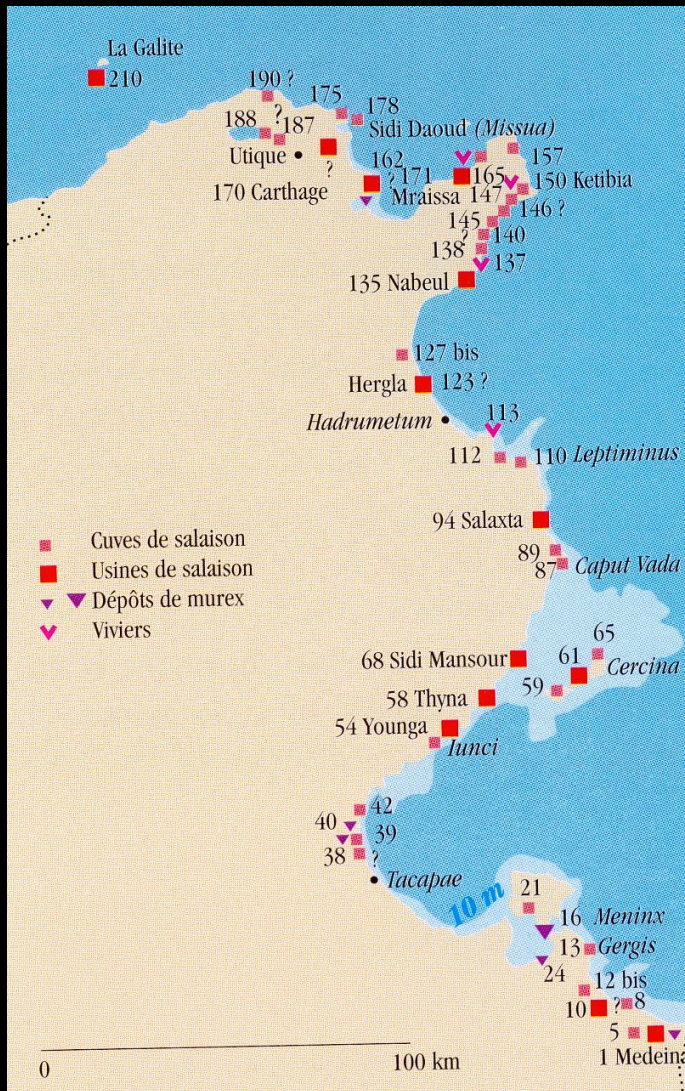 La Galite
210
190 ?
175
178
188
?
187
Sidi Daoud (Missua)
Utique
?
162
?
171
165
157
170 Carthage
Mraissa
147
150 Ketibia
146 ?
145
?
140
138
137
135 Nabeul
127 bis
Hergla
123 ?
Hadrumetum
113
112
110 Leptiminus
94 Salaxta
89
87
Caput Vada
Cuves de salaison
Usines de salaison
Dépôts de murex
Viviers
65
68 Sidi Mansour
61
Cercina
59
58 Thyna
54 Younga
Iunci
42
40
39
38
?
Tacapae
10 m
21
16
Meninx
13
Gergis
24
12 bis
10
?
8
5
1 Medeina
0
100 km